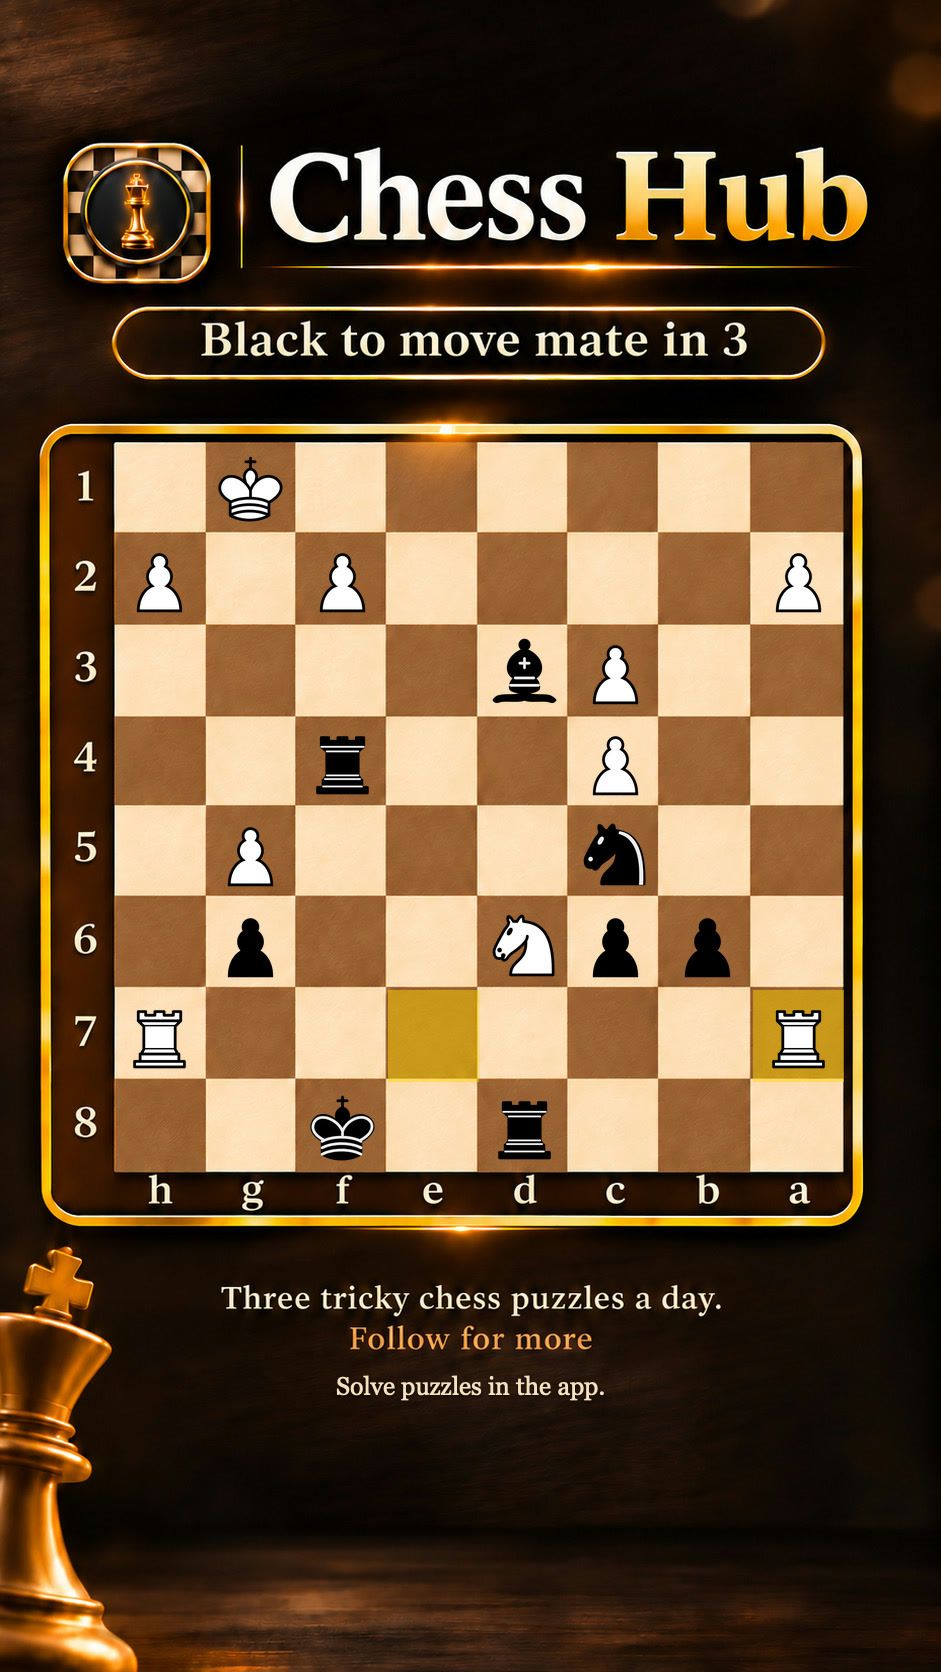 Chess Hub
Black to move mate in 3
1
2
3
4
5
6
7
8
h g f e d c b a
Three tricky chess puzzles a day.
Follow for more
Solve puzzles in the app.